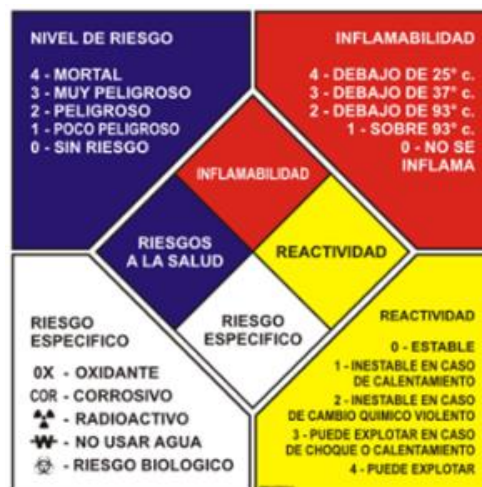 NIVEL DE RIESGO
4 - MORTAL
3 - MUY PELIGROSO
2 - PELIGROSO
1 - POCO PELIGROSO
0 - SIN RIESGO
INFLAMABILIDAD
4 - DEBAJO DE 25° c.
3 - DEBAJO DE 37° c.
2 - DEBAJO DE 93° c.
1 - SOBRE 93° c.
0 - NO SE
INFLAMA
INFLAMABILIDAD
RIESGOS
A LA SALUD
REACTIVIDAD
RIESGO
ESPECIFICO
RIESGO
ESPECIFICO
0X - OXIDANTE
COR - CORROSIVO
- RADIOACTIVO
W - NO USAR AGUA
- RIESGO BIOLOGICO
REACTIVIDAD
0 - ESTABLE
1 - INESTABLE EN CASO
DE CALENTAMIENTO
2 - INESTABLE EN CASO
DE CAMBIO QUIMICO VIOLENTO
3 - PUEDE EXPLOTAR EN CASO
DE CHOQUE O CALENTAMIENTO
4 - PUEDE EXPLOTAR